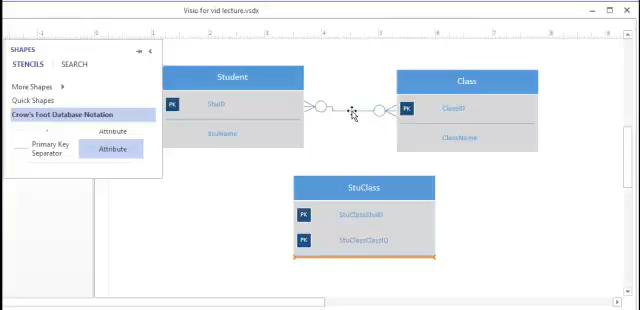 Visio for vid lecture.vsdx
SHAPES
STENCILS SEARCH
More Shapes
Quick Shapes
Crow's Foot Database Notation
Attribute
Primary Key
Separator
Attribute
Student
PK StuID
StuName
Class
PK ClassID
ClassName
StuClass
PK StuClassStuID
PK StuClassClassID